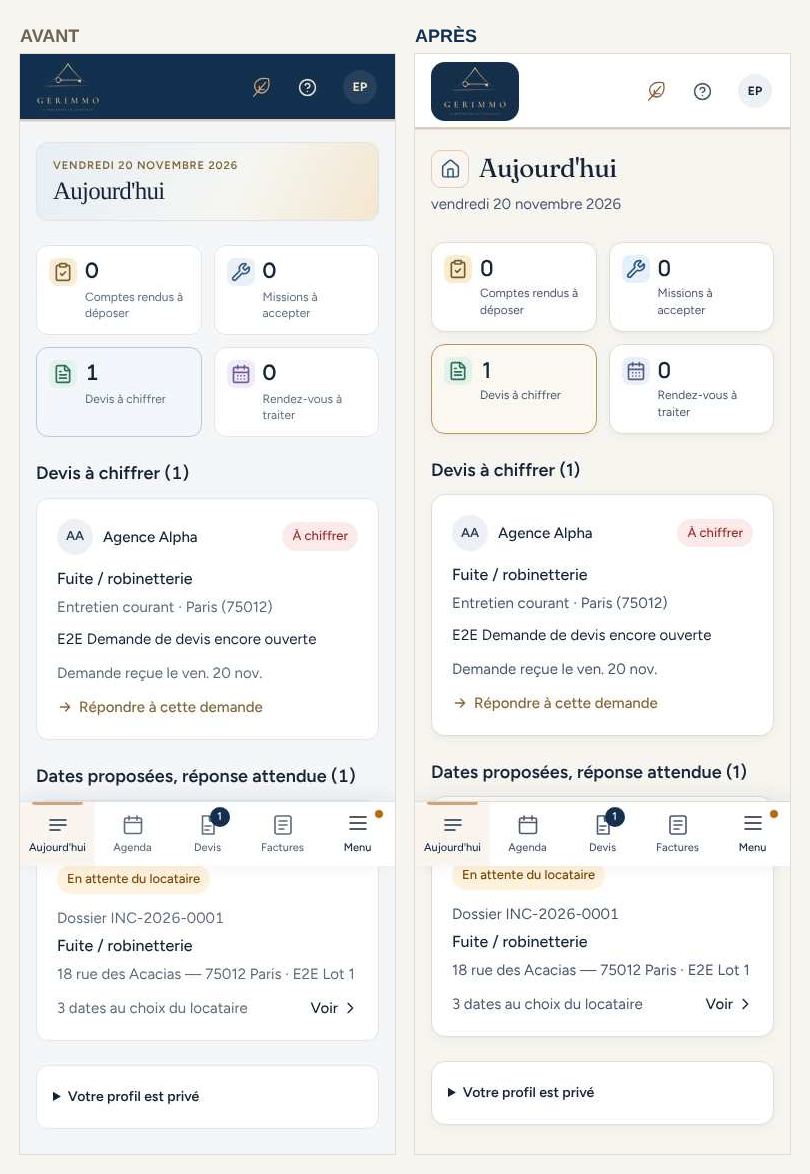 AVANT
GERIMMO
EP
VENDREDI 20 NOVEMBRE 2026
Aujourd'hui
0
Comptes rendus à
déposer
0
Missions à
accepter
1
Devis à chiffrer
0
Rendez-vous à
traiter
Devis à chiffrer (1)
AA Agence Alpha À chiffrer
Fuite / robinetterie
Entretien courant · Paris (75012)
E2E Demande de devis encore ouverte
Demande reçue le ven. 20 nov.
→ Répondre à cette demande
Dates proposées, réponse attendue (1)
1
Aujourd'hui Agenda Devis Factures Menu
En attente du locataire
Dossier INC-2026-0001
Fuite / robinetterie
18 rue des Acacias — 75012 Paris · E2E Lot 1
3 dates au choix du locataire Voir
Votre profil est privé
APRÈS
GERIMMO
EP
Aujourd'hui
vendredi 20 novembre 2026
0
Comptes rendus à
déposer
0
Missions à
accepter
1
Devis à chiffrer
0
Rendez-vous à
traiter
Devis à chiffrer (1)
AA Agence Alpha À chiffrer
Fuite / robinetterie
Entretien courant · Paris (75012)
E2E Demande de devis encore ouverte
Demande reçue le ven. 20 nov.
→ Répondre à cette demande
Dates proposées, réponse attendue (1)
1
Aujourd'hui Agenda Devis Factures Menu
En attente du locataire
Dossier INC-2026-0001
Fuite / robinetterie
18 rue des Acacias — 75012 Paris · E2E Lot 1
3 dates au choix du locataire Voir
Votre profil est privé